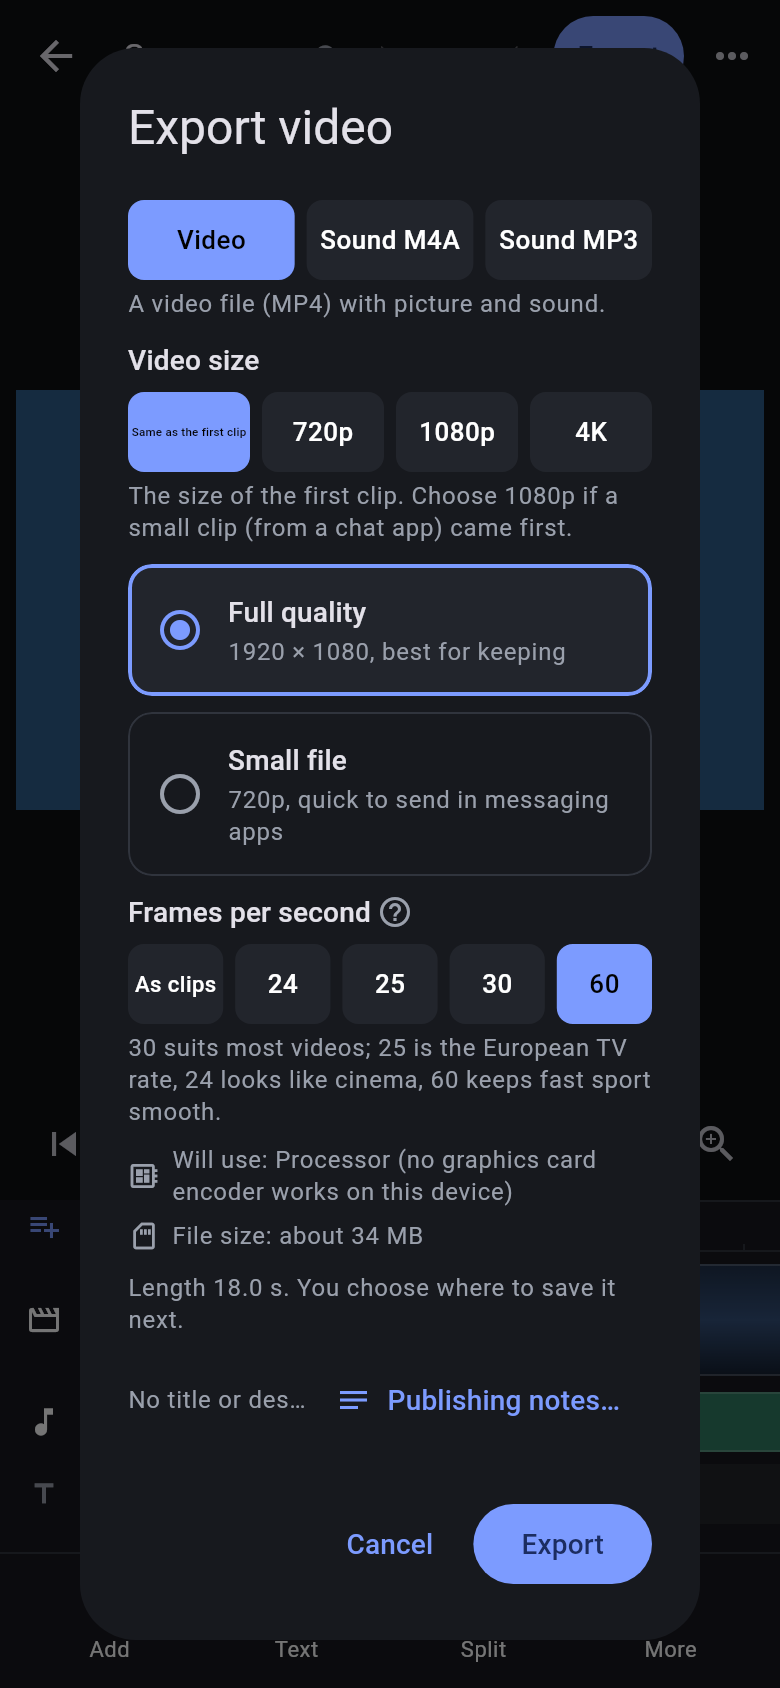 Export video
Video
Sound M4A
Sound MP3
A video file (MP4) with picture and sound.
Video size
Same as the first clip
720p
1080p
4K
The size of the first clip. Choose 1080p if a
small clip (from a chat app) came first.
Full quality
1920 × 1080, best for keeping
Small file
720p, quick to send in messaging
apps
Frames per second
As clips
24
25
30
60
30 suits most videos; 25 is the European TV
rate, 24 looks like cinema, 60 keeps fast sport
smooth.
Will use: Processor (no graphics card
encoder works on this device)
File size: about 34 MB
Length 18.0 s. You choose where to save it
next.
No title or des…
Publishing notes…
Cancel
Export
Add
Text
Split
More